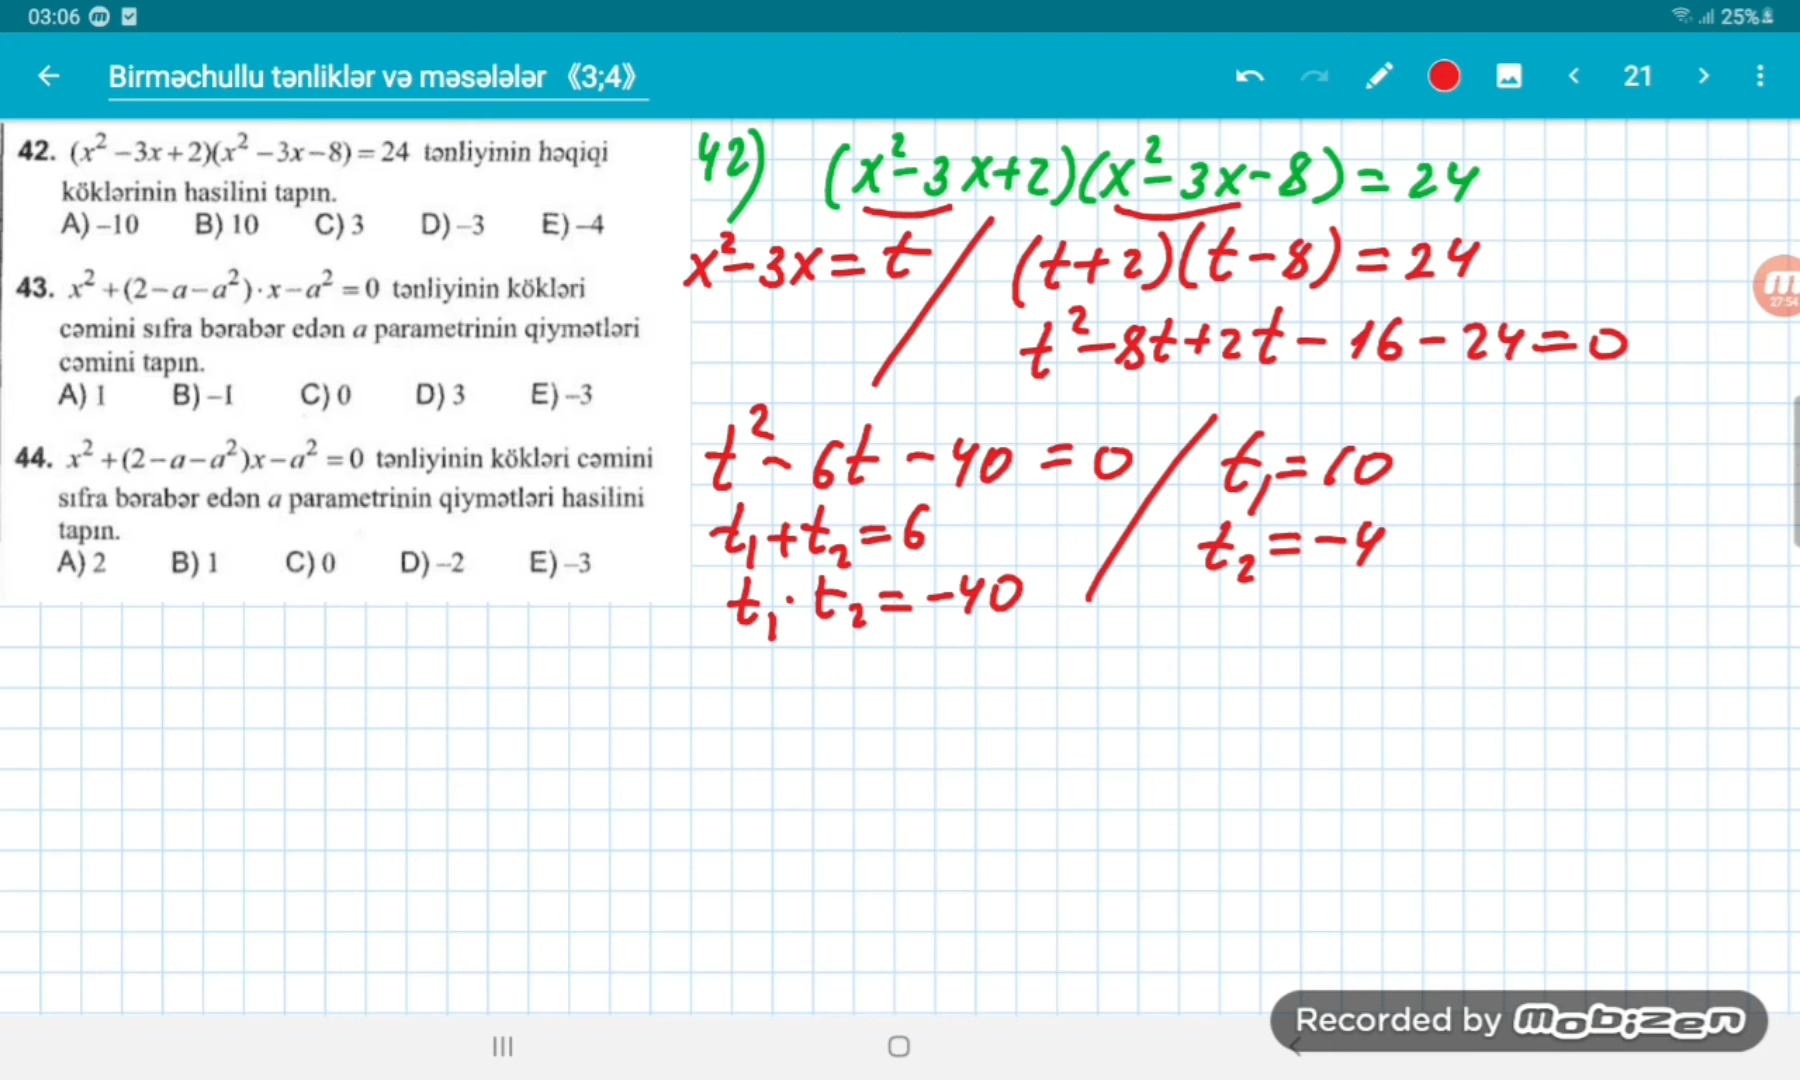 03:06
25%
Birməchullu tənliklər və məsələlər 《3;4》
21
42. (x² – 3x + 2)(x² – 3x – 8) = 24 tənliyinin həqiqi
köklərinin hasilini tapın.
A) –10 B) 10 C) 3 D) –3 E) –4
43. x² + (2 – a – a²) · x – a² = 0 tənliyinin kökləri
cəmini sıfra bərabər edən a parametrinin qiymətləri
cəmini tapın.
A) 1 B) –1 C) 0 D) 3 E) –3
44. x² + (2 – a – a²)x – a² = 0 tənliyinin kökləri cəmini
sıfra bərabər edən a parametrinin qiymətləri hasilini
tapın.
A) 2 B) 1 C) 0 D) –2 E) –3
42) (x² – 3x + 2)(x² – 3x – 8) = 24
x² – 3x = t / (t + 2)(t – 8) = 24
t² – 8t + 2t – 16 – 24 = 0
t² – 6t – 40 = 0 / t₁ = 10
t₁ + t₂ = 6 t₂ = –4
t₁ · t₂ = –40
27:54
Recorded by mobizen